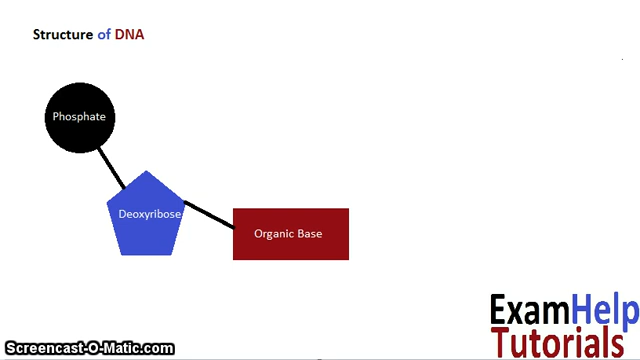 Structure of DNA
Phosphate
Deoxyribose
Organic Base
ExamHelp
Tutorials
Screencast-O-Matic.com